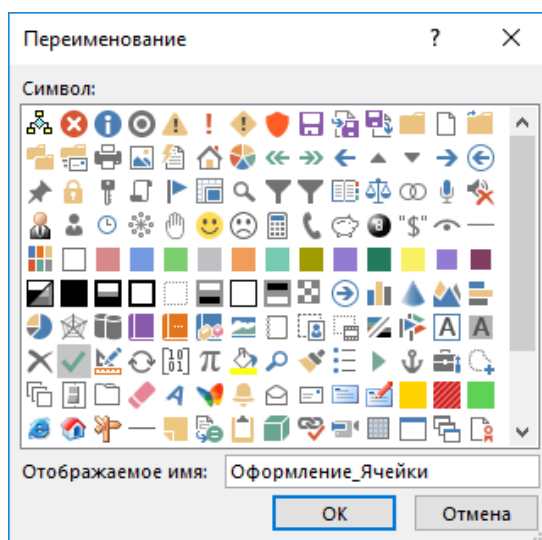 Переименование
Символ:
"$"
Отображаемое имя: Оформление_Ячейки
ОК Отмена